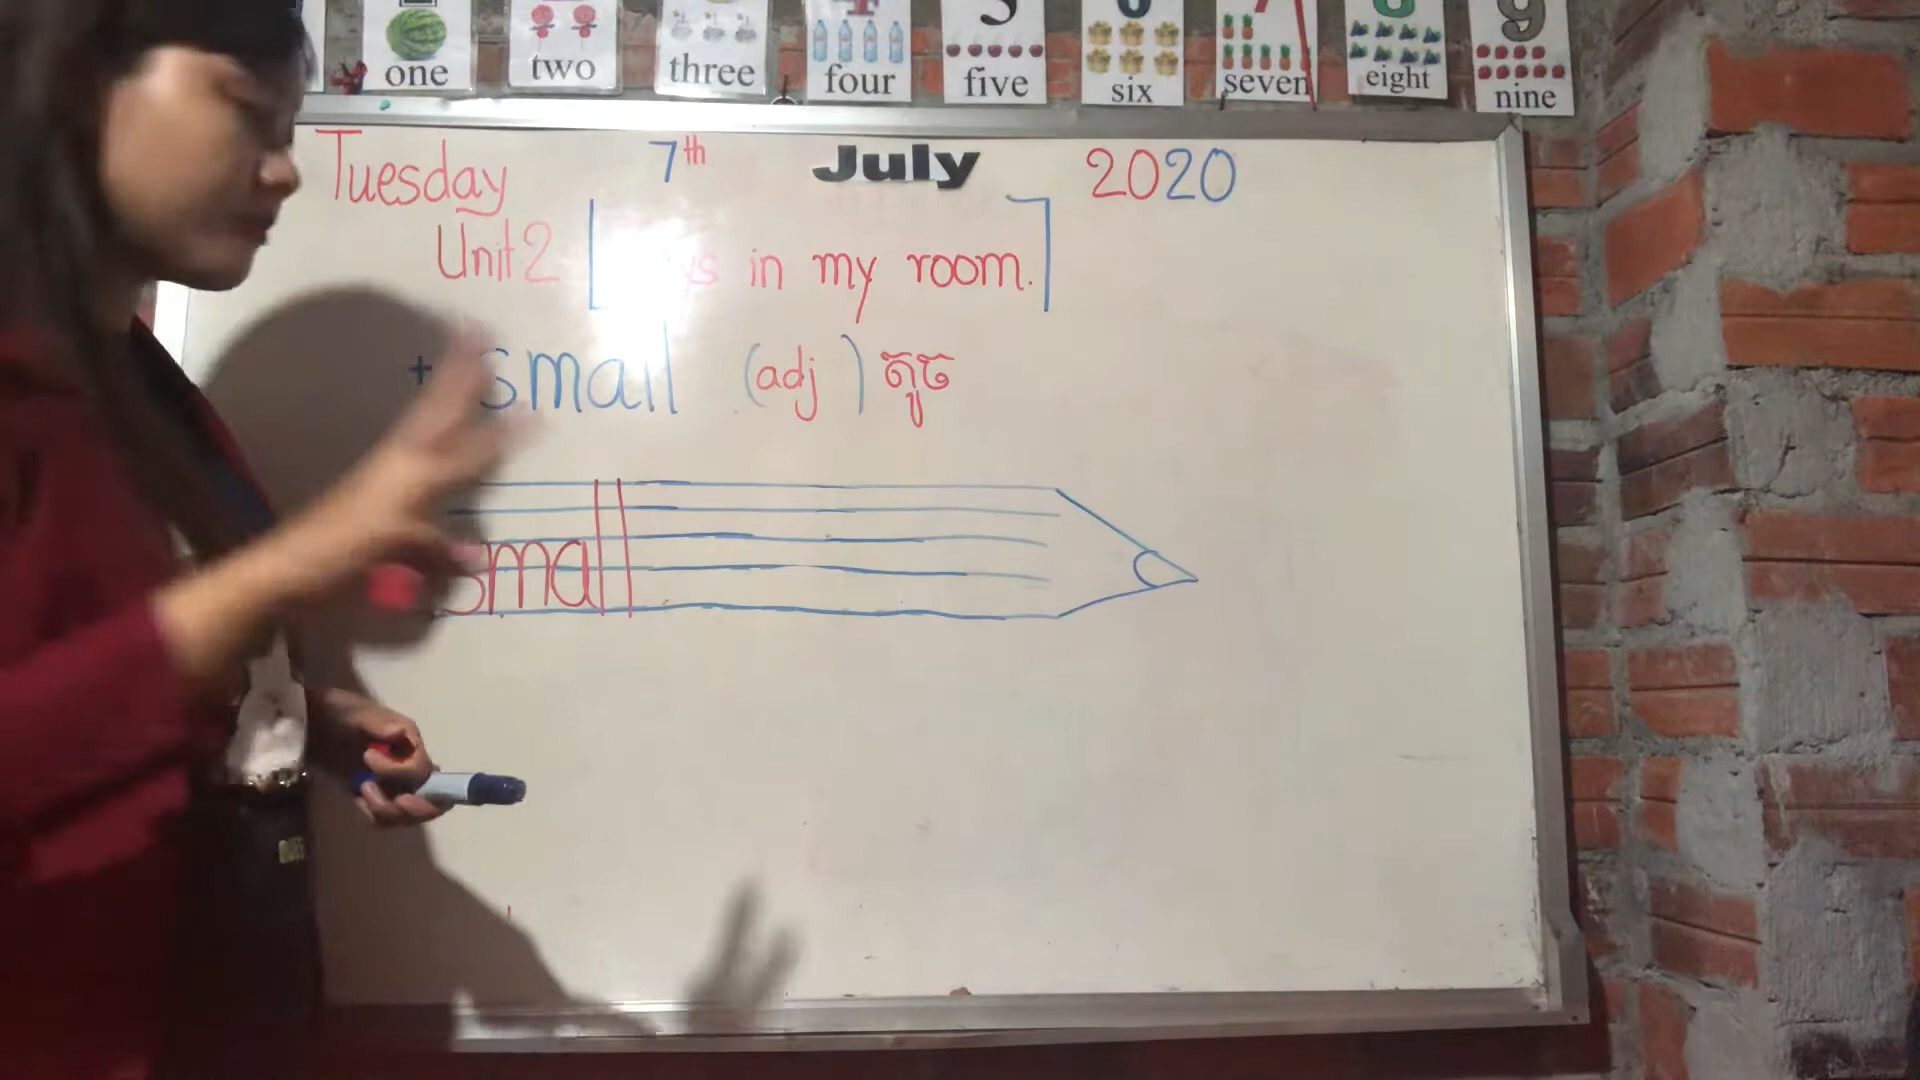 one two three four five six seven eight nine
Tuesday 7th July 2020
Unit 2 [ in my room. ]
+ small (adj) តូច
small